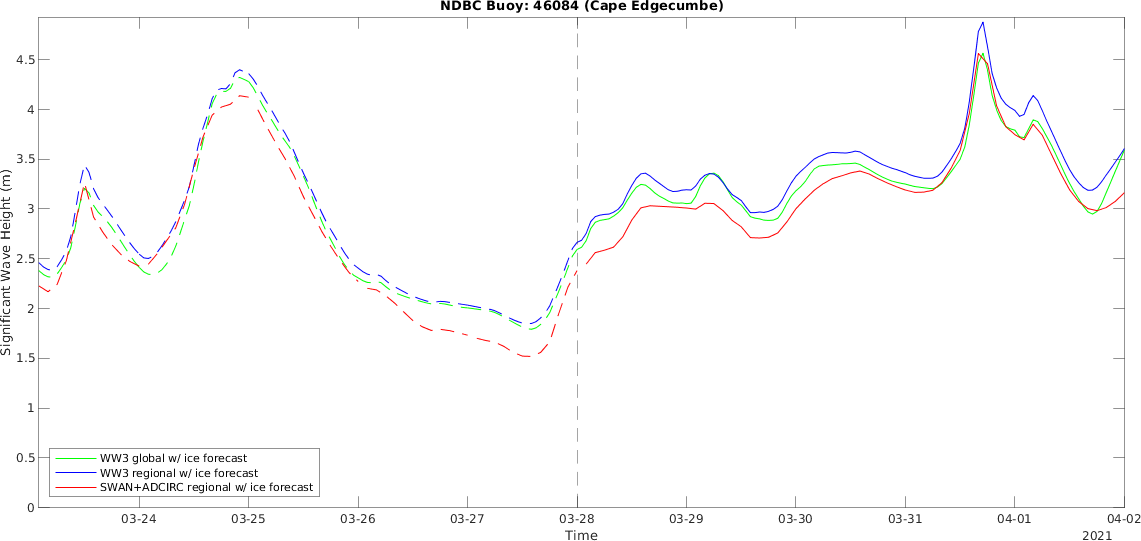 NDBC Buoy: 46084 (Cape Edgecumbe)
Significant Wave Height (m)
4.5
4
3.5
3
2.5
2
1.5
1
0.5
0
WW3 global w/ ice forecast
WW3 regional w/ ice forecast
SWAN+ADCIRC regional w/ ice forecast
03-24 03-25 03-26 03-27 03-28 03-29 03-30 03-31 04-01 04-02
Time
2021